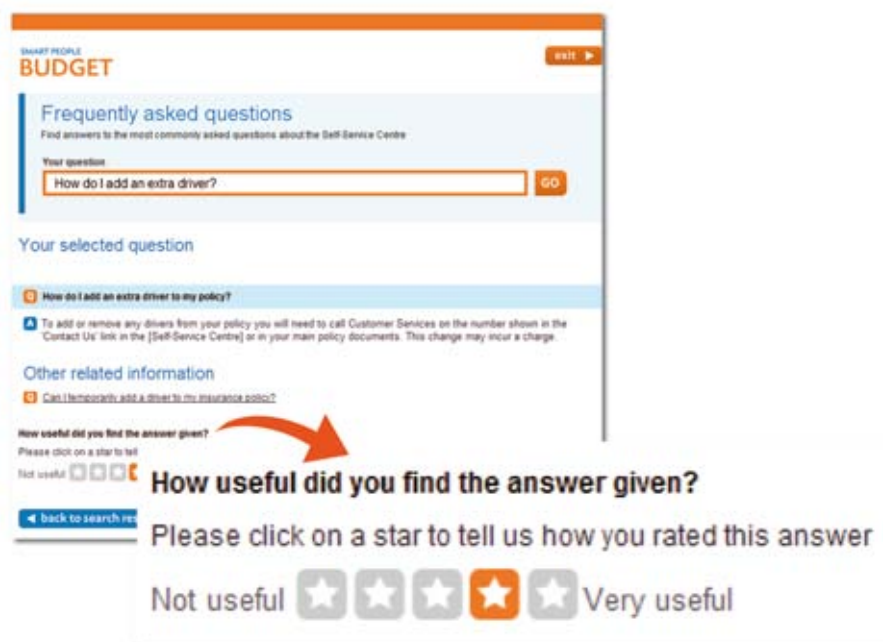 SMART PEOPLE
BUDGET
exit
Frequently asked questions
Find answers to the most commonly asked questions about the Self-Service Centre
Your question
How do I add an extra driver?
GO
Your selected question
Q How do I add an extra driver to my policy?
A To add or remove any drivers from your policy you will need to call Customer Services on the number shown in the
'Contact Us' link in the [Self-Service Centre] or in your main policy documents. This change may incur a charge.
Other related information
Q Can I temporarily add a driver to my insurance policy?
How useful did you find the answer given?
Please click on a star to tell
Not useful
back to search res
How useful did you find the answer given?
Please click on a star to tell us how you rated this answer
Not useful Very useful